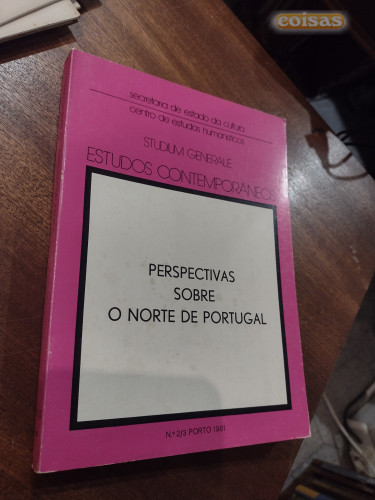 coisas
secretaria de estado da cultura
centro de estudos humanísticos
STUDIUM GENERALE
ESTUDOS CONTEMPORÂNEOS
PERSPECTIVAS
SOBRE
O NORTE DE PORTUGAL
N.º 2/3 PORTO 1981